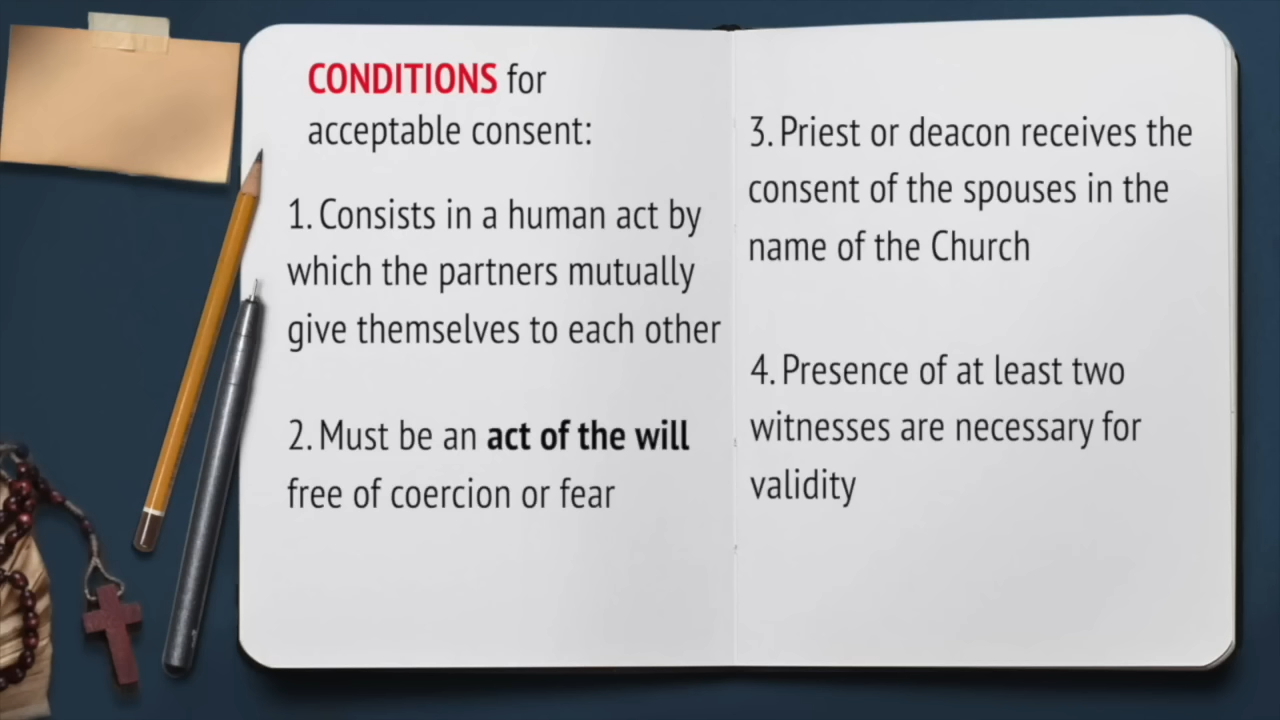 CONDITIONS for
acceptable consent:
1. Consists in a human act by
which the partners mutually
give themselves to each other
2. Must be an act of the will
free of coercion or fear
3. Priest or deacon receives the
consent of the spouses in the
name of the Church
4. Presence of at least two
witnesses are necessary for
validity